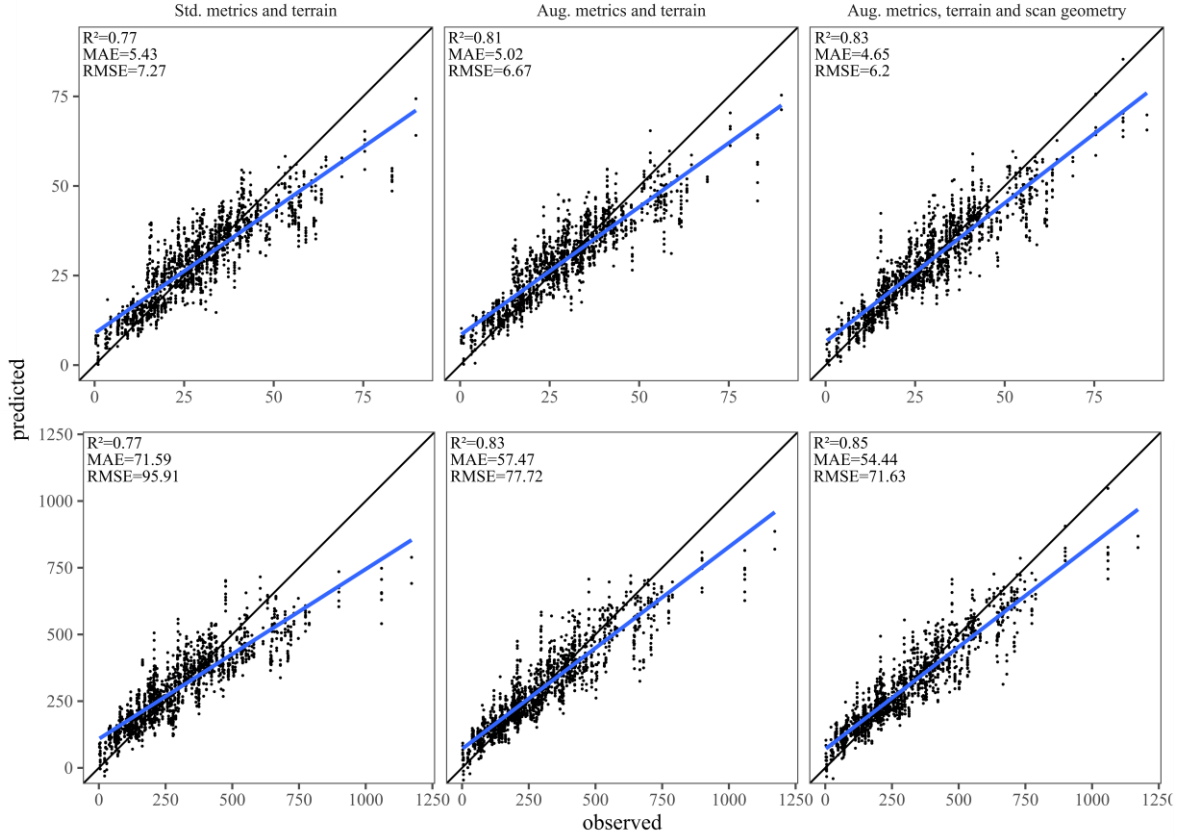 Std. metrics and terrain
Aug. metrics and terrain
Aug. metrics, terrain and scan geometry
R²=0.77
MAE=5.43
RMSE=7.27
R²=0.81
MAE=5.02
RMSE=6.67
R²=0.83
MAE=4.65
RMSE=6.2
75
50
25
0
0 25 50 75
0 25 50 75
0 25 50 75
predicted
R²=0.77
MAE=71.59
RMSE=95.91
R²=0.83
MAE=57.47
RMSE=77.72
R²=0.85
MAE=54.44
RMSE=71.63
1250
1000
750
500
250
0
0 250 500 750 1000 1250
0 250 500 750 1000 1250
0 250 500 750 1000 125
observed